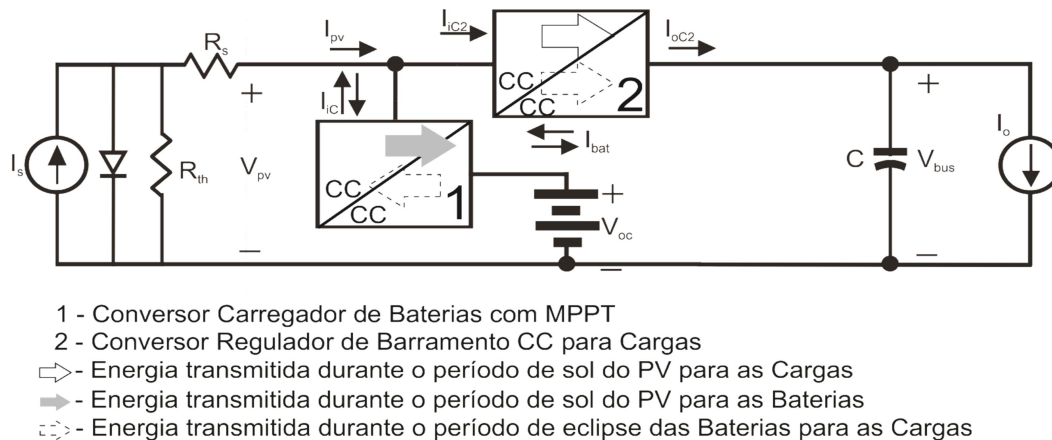 I_pv
I_iC2
I_oC2
R_s
+
I_iC
CC
CC
2
I_bat
+
I_o
I_s
R_th
V_pv
CC
CC
1
+
V_oc
C
V_bus
−
−
−
1 - Conversor Carregador de Baterias com MPPT
2 - Conversor Regulador de Barramento CC para Cargas
- Energia transmitida durante o período de sol do PV para as Cargas
- Energia transmitida durante o período de sol do PV para as Baterias
- Energia transmitida durante o período de eclipse das Baterias para as Cargas